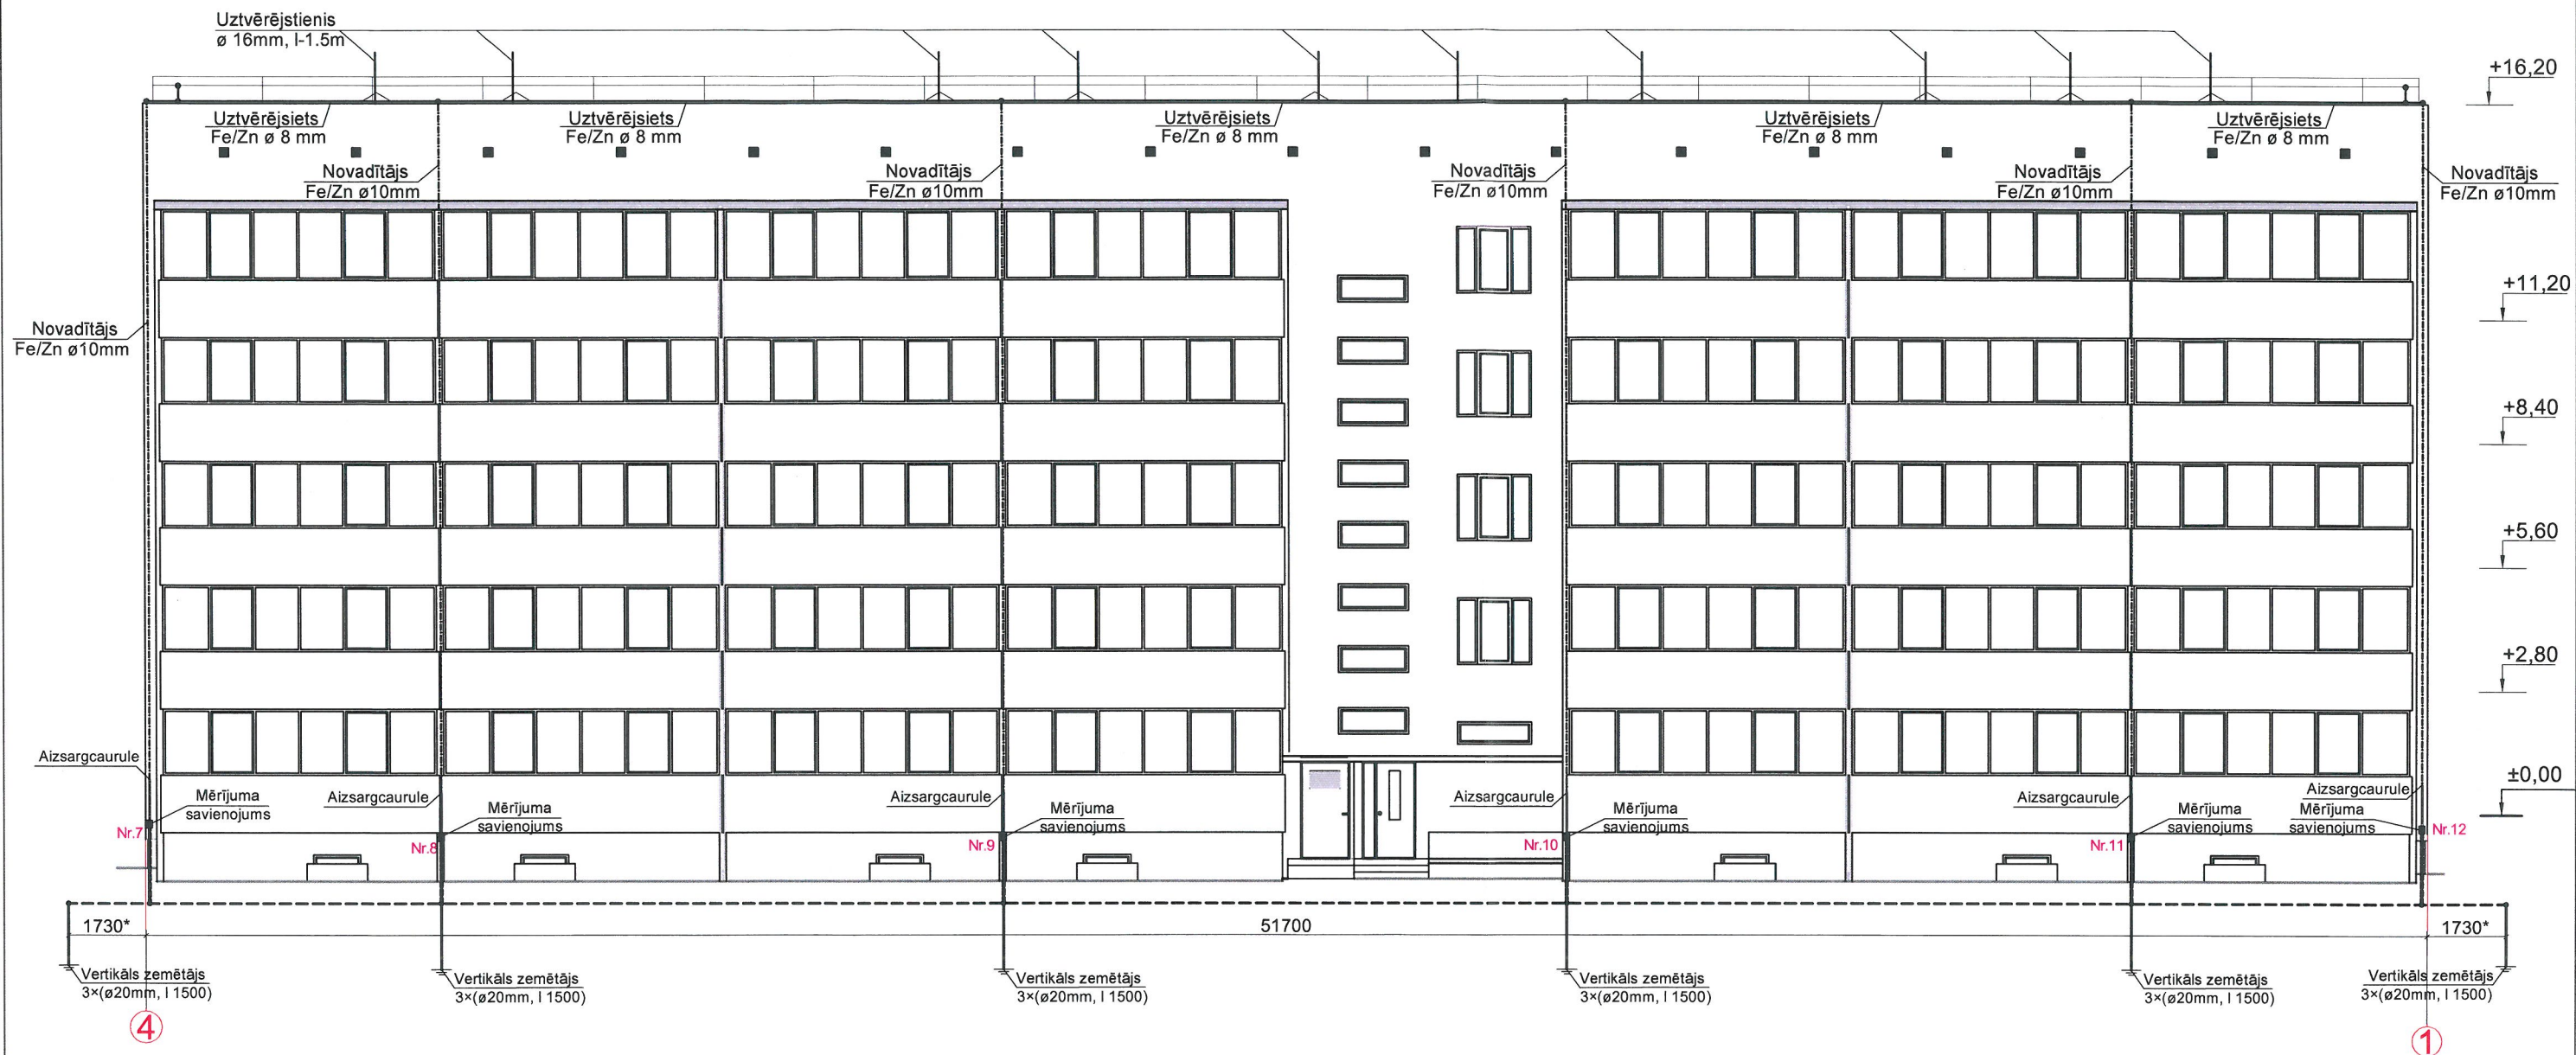 Uztvērējstienis
ø 16mm, l-1.5m
+16,20
Uztvērējsiets
Fe/Zn ø 8 mm
Uztvērējsiets
Fe/Zn ø 8 mm
Uztvērējsiets
Fe/Zn ø 8 mm
Uztvērējsiets
Fe/Zn ø 8 mm
Uztvērējsiets
Fe/Zn ø 8 mm
Novadītājs
Fe/Zn ø10mm
Novadītājs
Fe/Zn ø10mm
Novadītājs
Fe/Zn ø10mm
Novadītājs
Fe/Zn ø10mm
Novadītājs
Fe/Zn ø10mm
+11,20
Novadītājs
Fe/Zn ø10mm
+8,40
+5,60
+2,80
±0,00
Aizsargcaurule
Mērījuma
savienojums
Aizsargcaurule
Mērījuma
savienojums
Aizsargcaurule
Mērījuma
savienojums
Aizsargcaurule
Mērījuma
savienojums
Aizsargcaurule
Mērījuma
savienojums
Aizsargcaurule
Mērījuma
savienojums
Nr.7
Nr.8
Nr.9
Nr.10
Nr.11
Nr.12
1730*
51700
1730*
Vertikāls zemētājs
3×(ø20mm, l 1500)
Vertikāls zemētājs
3×(ø20mm, l 1500)
Vertikāls zemētājs
3×(ø20mm, l 1500)
Vertikāls zemētājs
3×(ø20mm, l 1500)
Vertikāls zemētājs
3×(ø20mm, l 1500)
Vertikāls zemētājs
3×(ø20mm, l 1500)
4
1